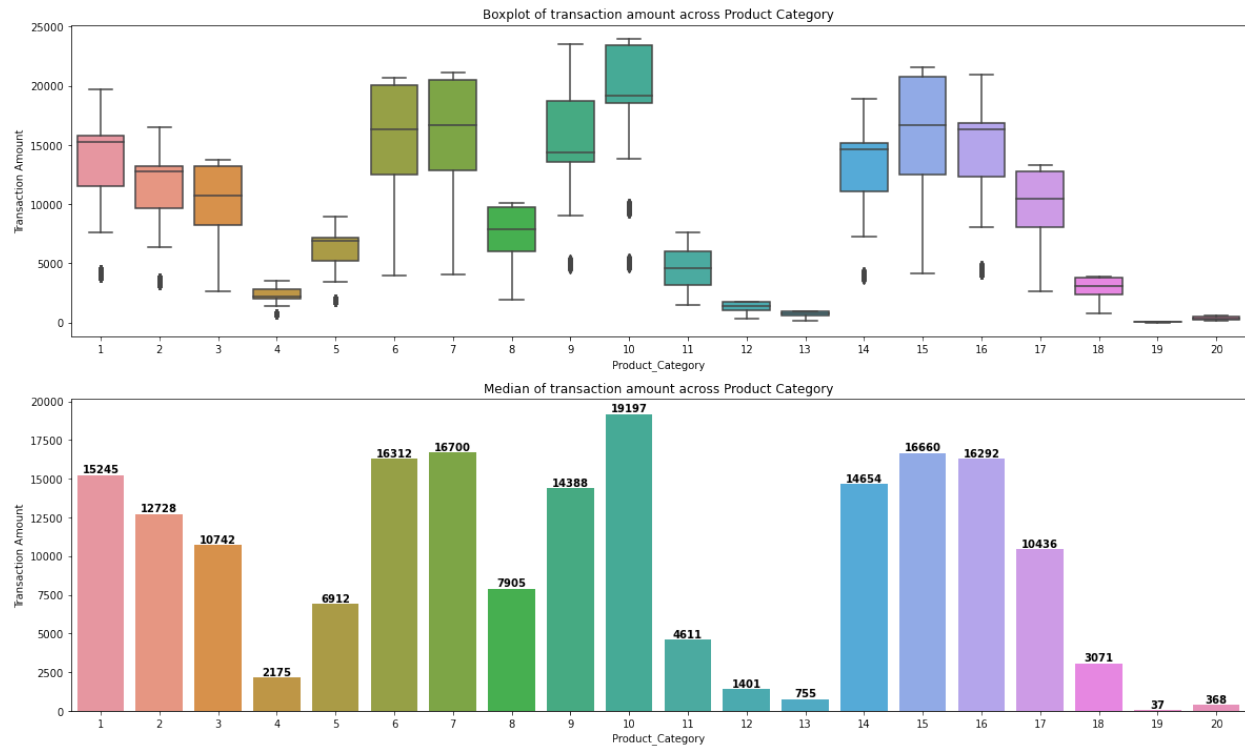 Boxplot of transaction amount across Product Category
Transaction Amount
25000
20000
15000
10000
5000
0
1 2 3 4 5 6 7 8 9 10 11 12 13 14 15 16 17 18 19 20
Product_Category
Median of transaction amount across Product Category
Transaction Amount
20000
17500
15000
12500
10000
7500
5000
2500
0
15245 12728 10742 2175 6912 16312 16700 7905 14388 19197 4611 1401 755 14654 16660 16292 10436 3071 37 368
1 2 3 4 5 6 7 8 9 10 11 12 13 14 15 16 17 18 19 20
Product_Category